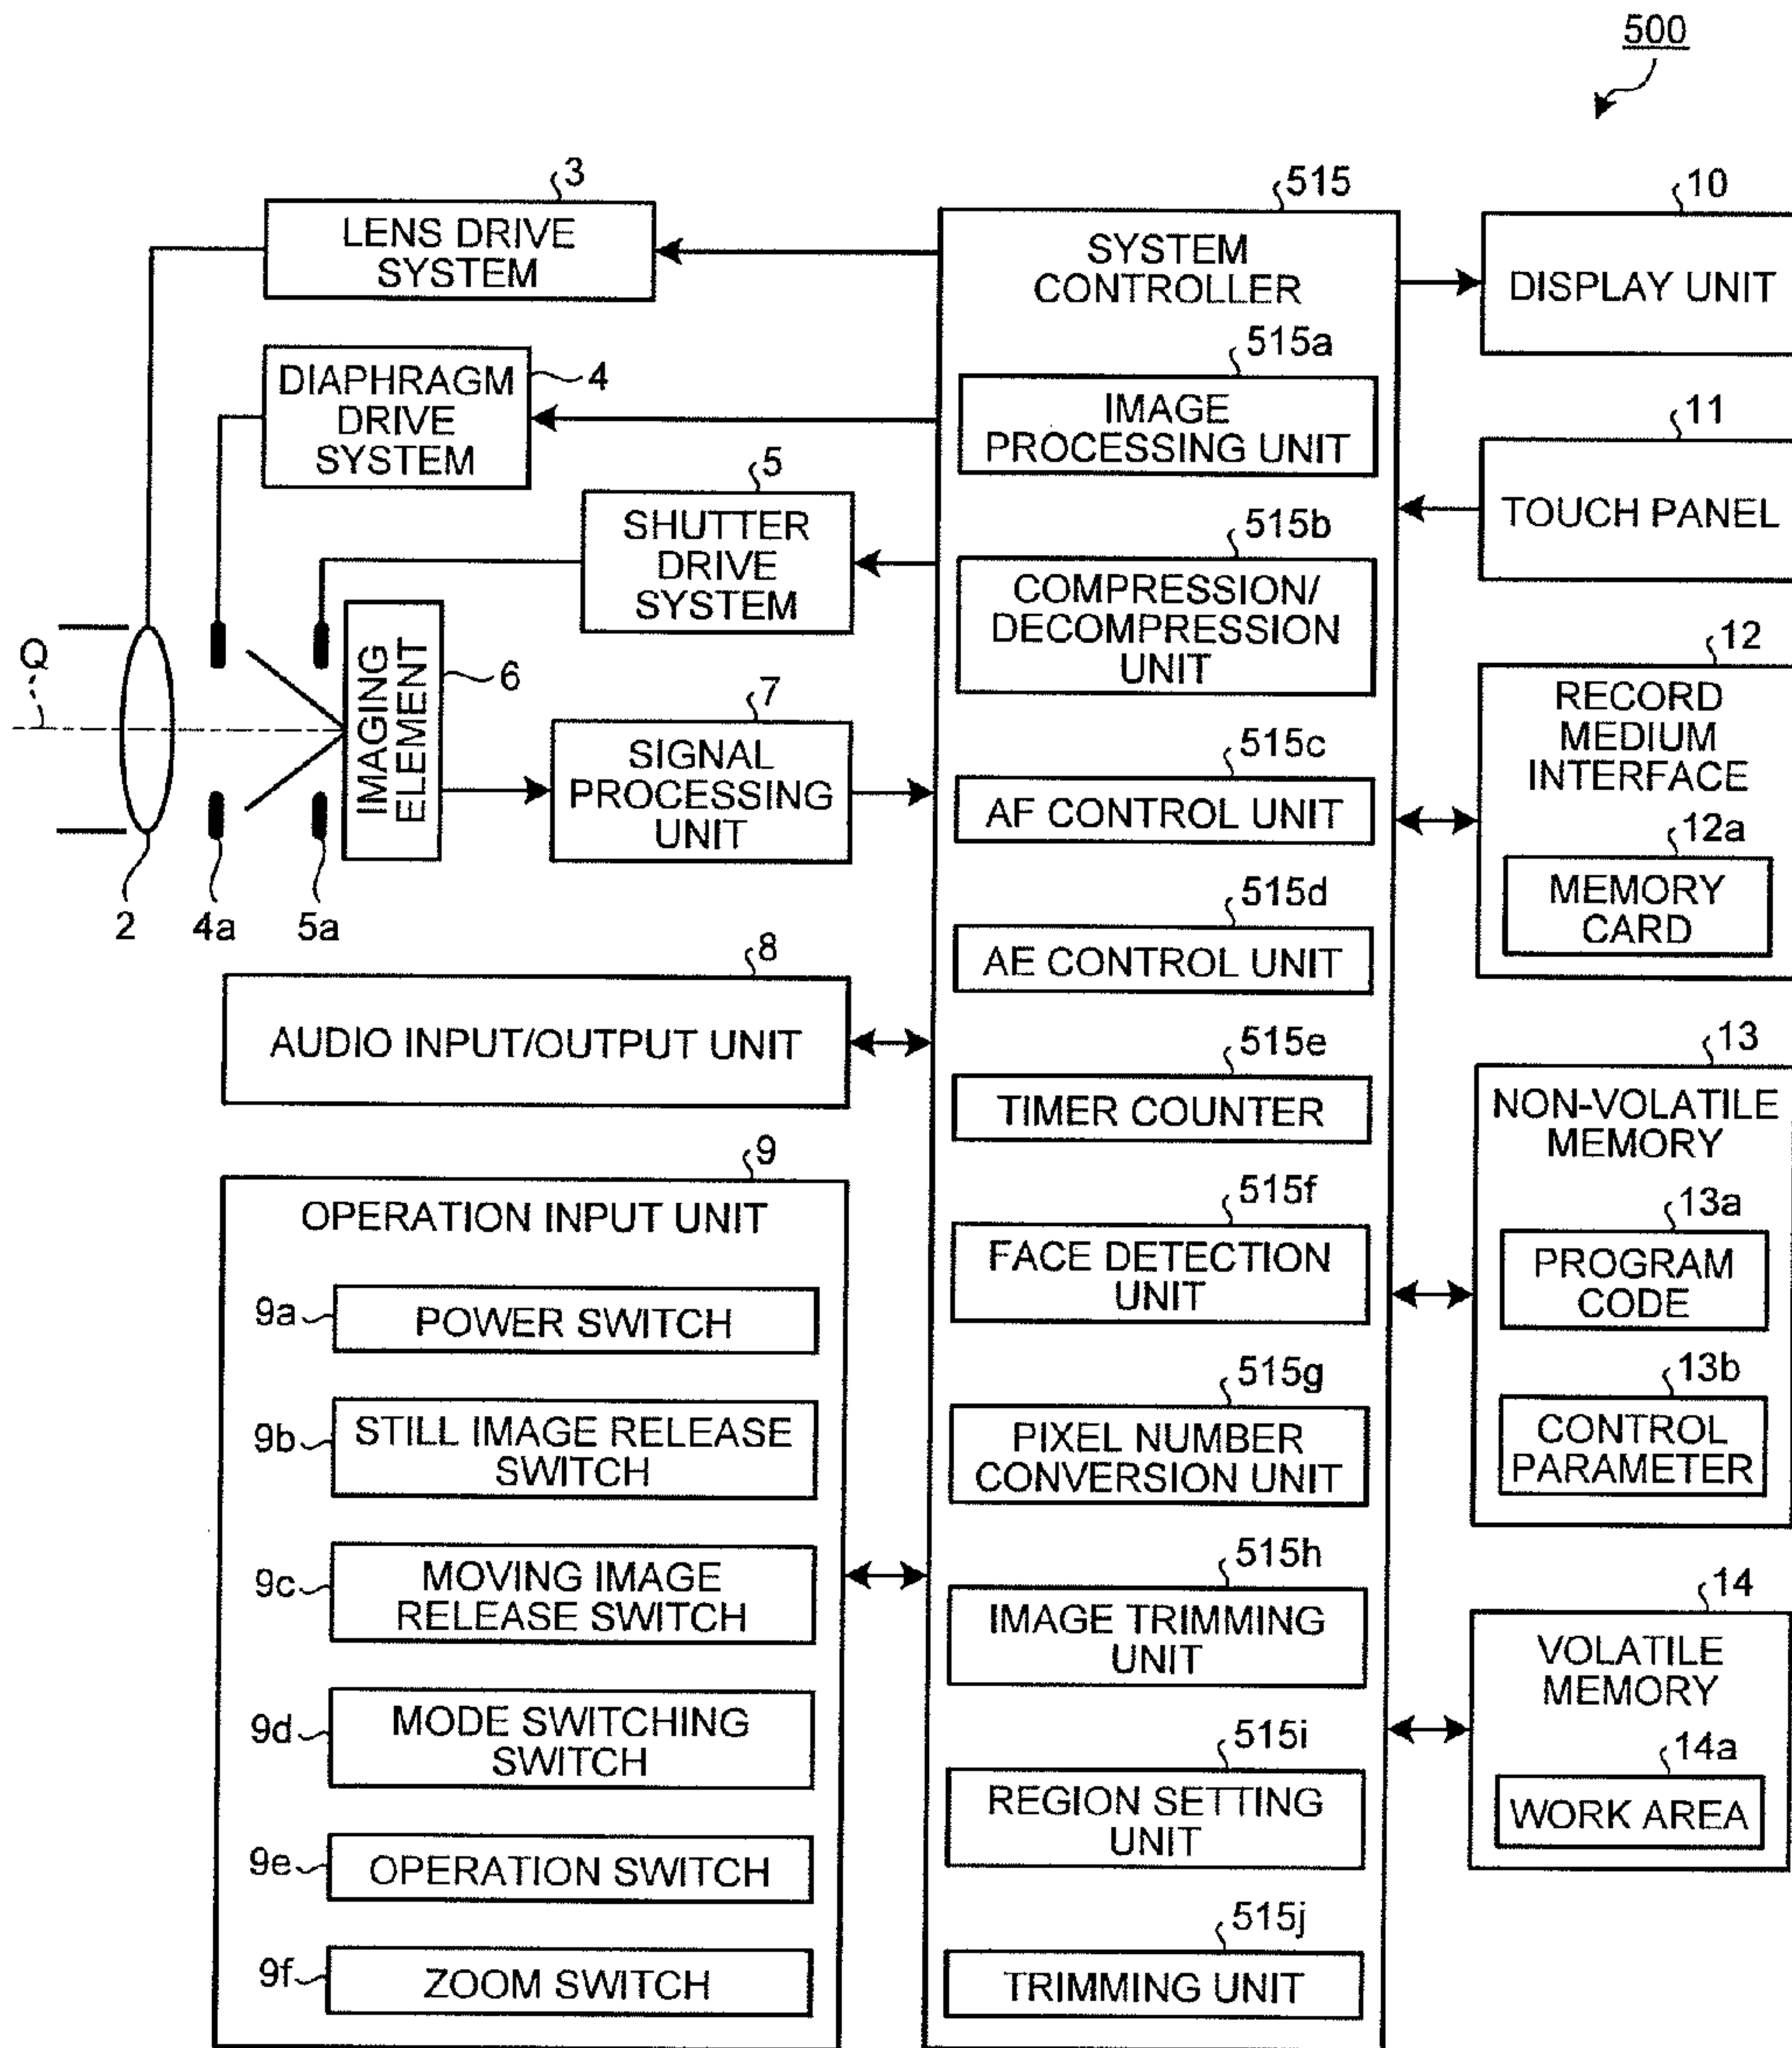 500
3
LENS DRIVE
SYSTEM
DIAPHRAGM
DRIVE
SYSTEM
4
5
SHUTTER
DRIVE
SYSTEM
Q
IMAGING
ELEMENT
6
7
SIGNAL
PROCESSING
UNIT
2
4a
5a
8
AUDIO INPUT/OUTPUT UNIT
9
OPERATION INPUT UNIT
9a
POWER SWITCH
9b
STILL IMAGE RELEASE
SWITCH
9c
MOVING IMAGE
RELEASE SWITCH
9d
MODE SWITCHING
SWITCH
9e
OPERATION SWITCH
9f
ZOOM SWITCH
515
SYSTEM
CONTROLLER
515a
IMAGE
PROCESSING UNIT
515b
COMPRESSION/
DECOMPRESSION
UNIT
515c
AF CONTROL UNIT
515d
AE CONTROL UNIT
515e
TIMER COUNTER
515f
FACE DETECTION
UNIT
515g
PIXEL NUMBER
CONVERSION UNIT
515h
IMAGE TRIMMING
UNIT
515i
REGION SETTING
UNIT
515j
TRIMMING UNIT
10
DISPLAY UNIT
11
TOUCH PANEL
12
RECORD
MEDIUM
INTERFACE
12a
MEMORY
CARD
13
NON-VOLATILE
MEMORY
13a
PROGRAM
CODE
13b
CONTROL
PARAMETER
14
VOLATILE
MEMORY
14a
WORK AREA